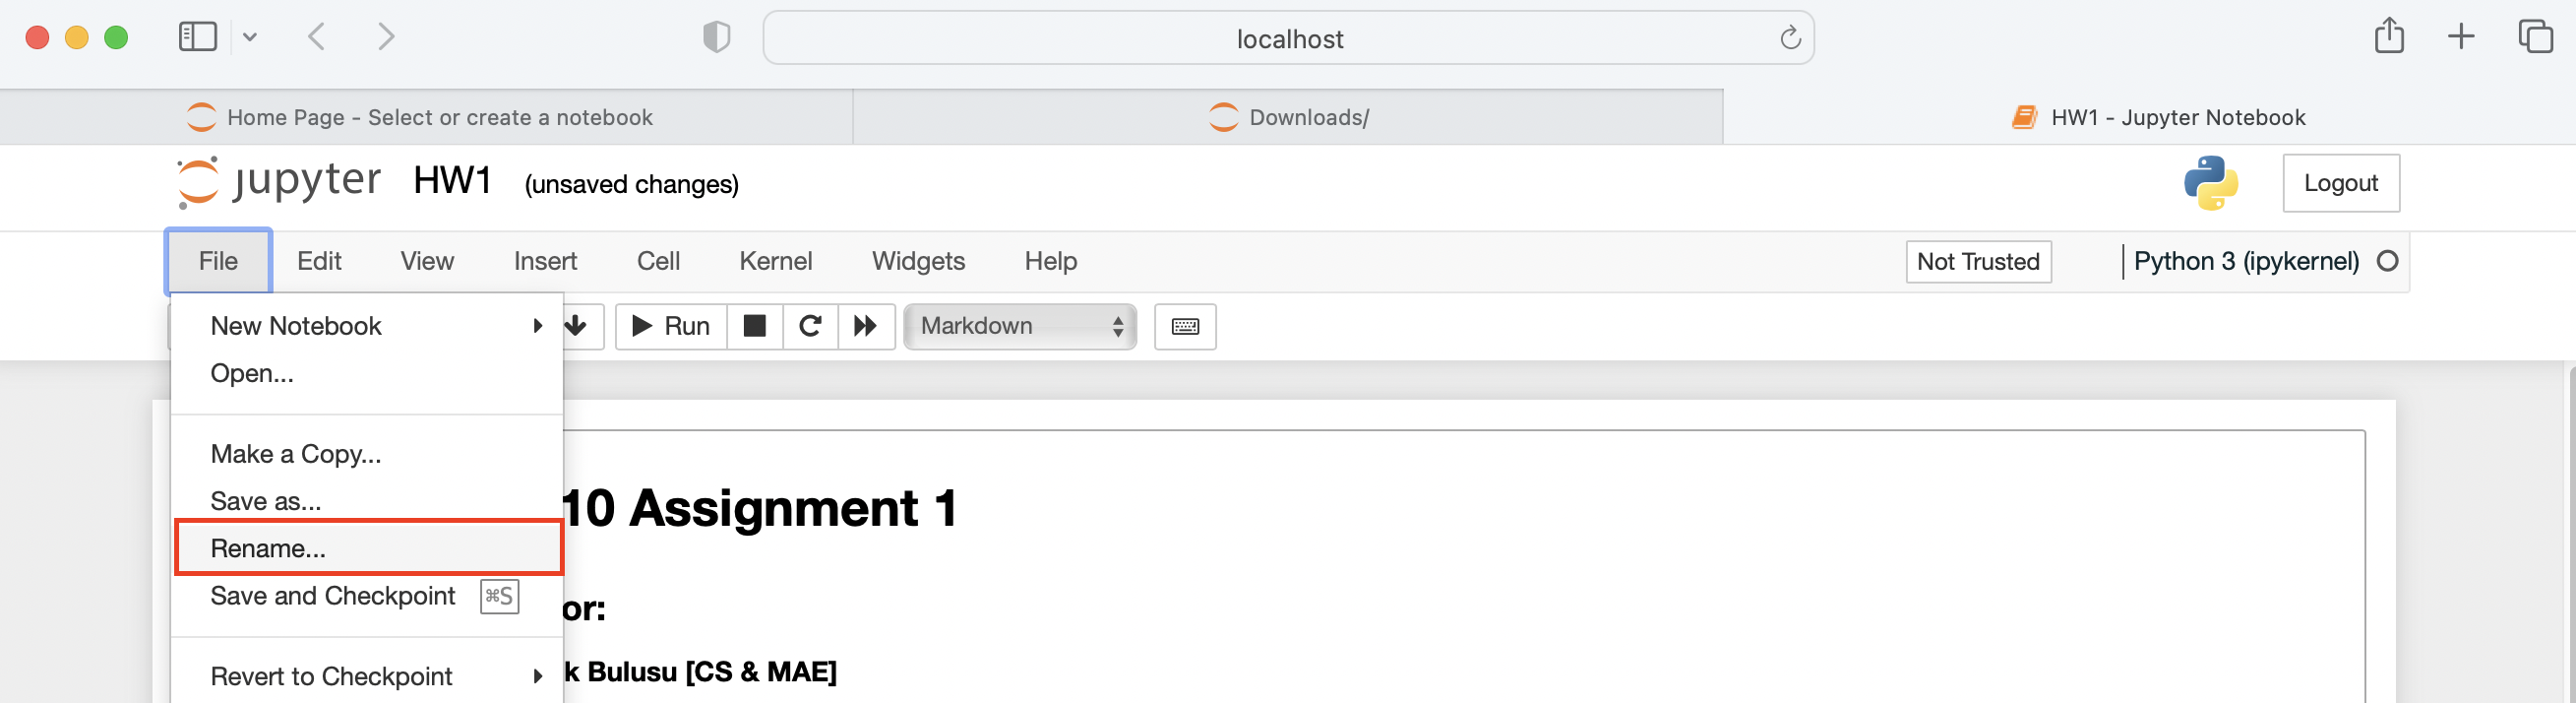 localhost
Home Page - Select or create a notebook
Downloads/
HW1 - Jupyter Notebook
jupyter HW1 (unsaved changes)
Logout
File Edit View Insert Cell Kernel Widgets Help
Not Trusted
Python 3 (ipykernel)
New Notebook
Run
Markdown
Open...
Make a Copy...
Save as...
10 Assignment 1
Rename...
Save and Checkpoint ⌘S
or:
Revert to Checkpoint
k Bulusu [CS & MAE]